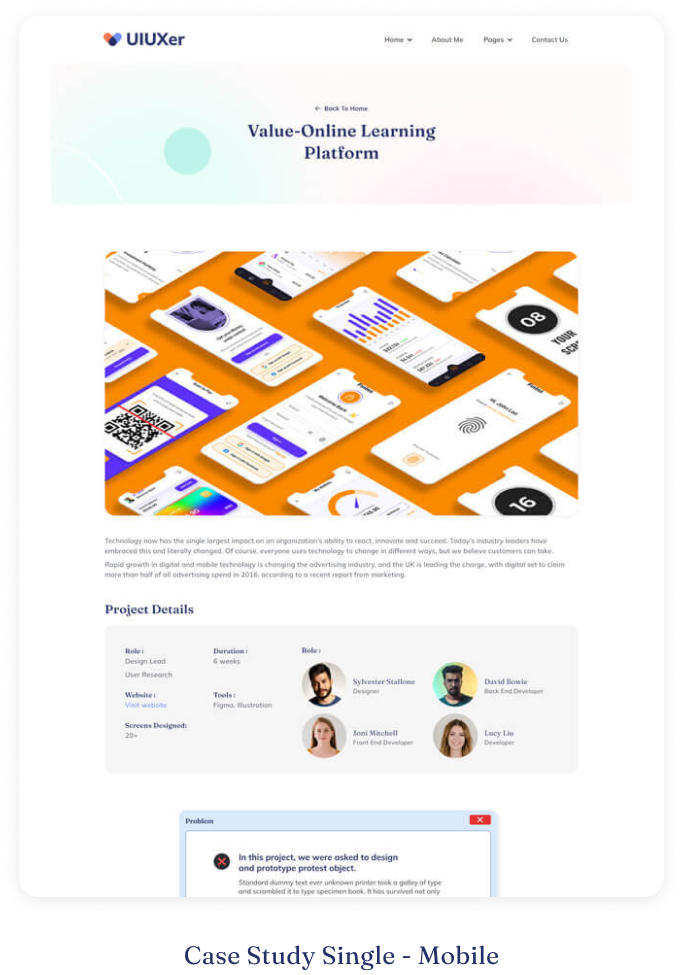 UIUXer
Home
About Me
Pages
Contact Us
Back To Home
Value-Online Learning
Platform
08
YOUR
Fortex
Welcome Back
Hi, John Leo
16
Technology now has the single largest impact on an organization's ability to react, innovate and succeed. Today's industry leaders have
embraced this and literally changed. Of course, everyone uses technology to change in different ways, but we believe customers can take.
Rapid growth in digital and mobile technolojy is changing the advertising industry, and the UK is leading the charge, with digital set to claim
more than half of all advertising spend in 2016, according to a recent report from marketing.
Project Details
Role :
Design Lead
User Research
Duration :
6 weeks
Website :
Visit website
Tools :
Figma, Illustration
Screens Designed:
20+
Role :
Sylvester Stallone
Designer
David Bowie
Back End Developer
Joni Mitchell
Front End Developer
Lucy Liu
Developer
Problem
In this project, we were asked to design
and prototype protest object.
Standard dummy text ever unknown printer took a galley of type
and scrambled it to type specimen book. It has survived not only
Case Study Single - Mobile